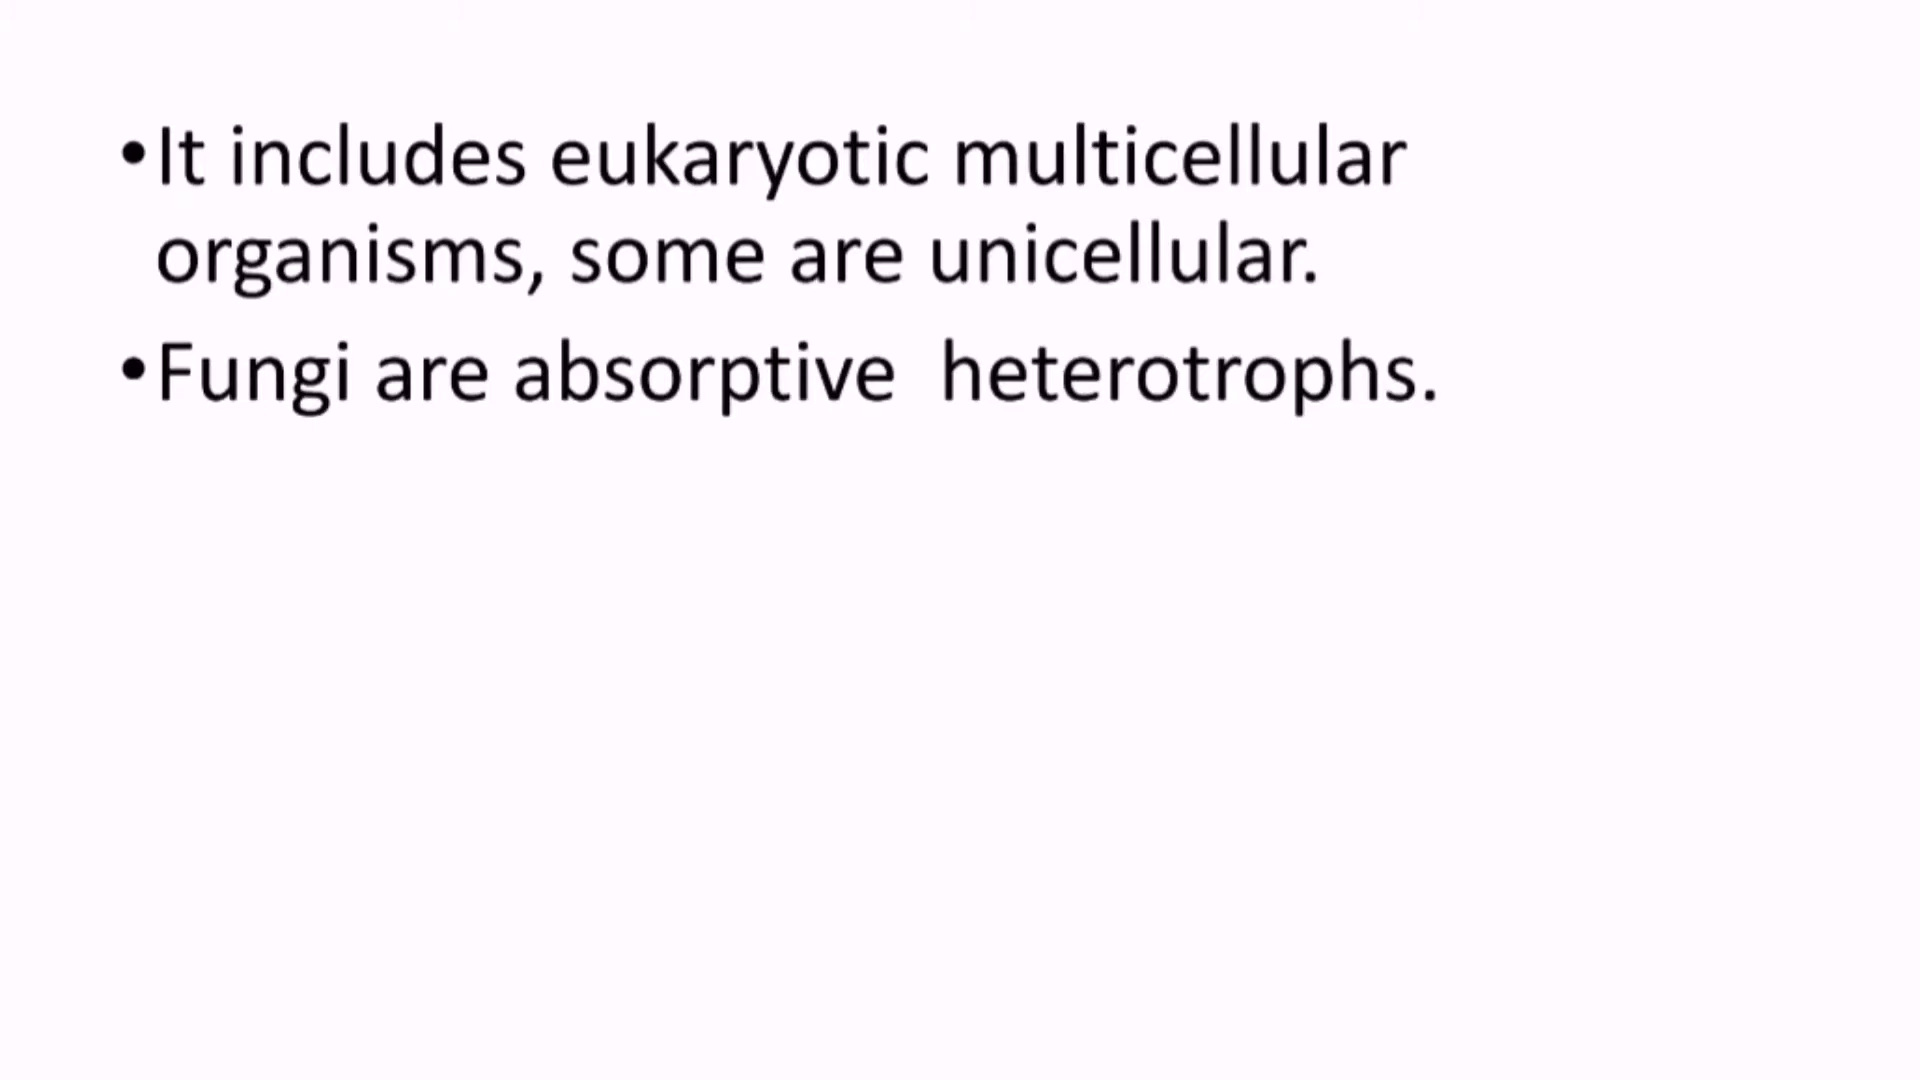 •It includes eukaryotic multicellular
organisms, some are unicellular.
•Fungi are absorptive  heterotrophs.